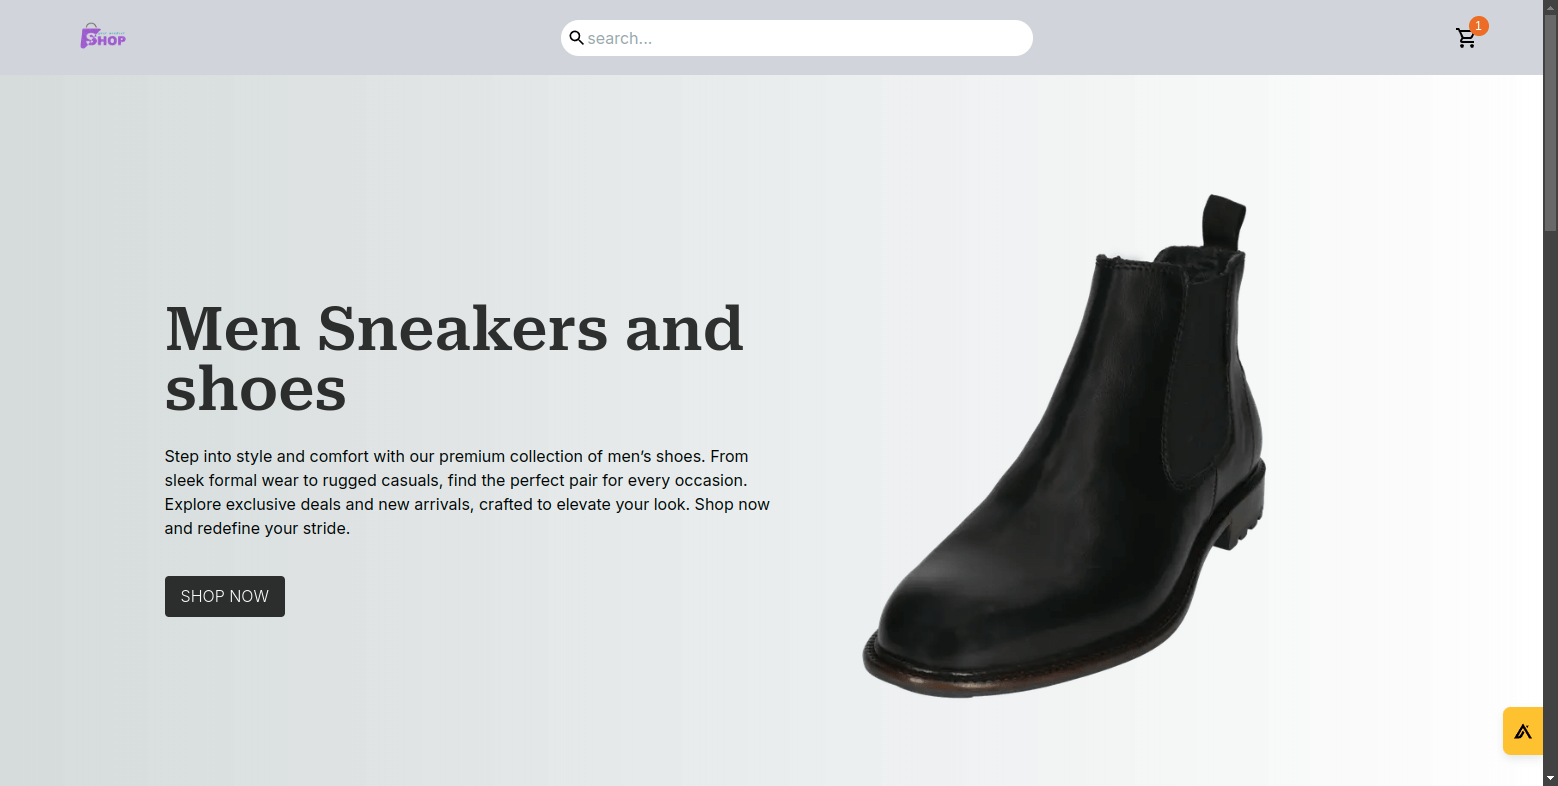 SHOP
search...
1
Men Sneakers and
shoes
Step into style and comfort with our premium collection of men’s shoes. From
sleek formal wear to rugged casuals, find the perfect pair for every occasion.
Explore exclusive deals and new arrivals, crafted to elevate your look. Shop now
and redefine your stride.
SHOP NOW